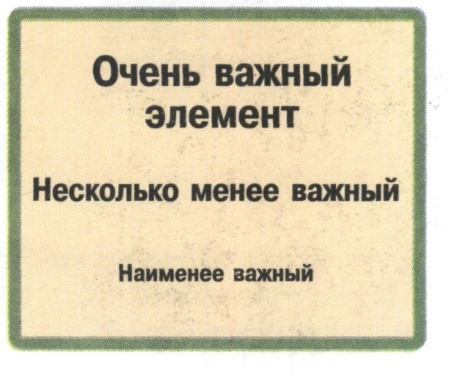 Очень важный
элемент
Несколько менее важный
Наименее важный